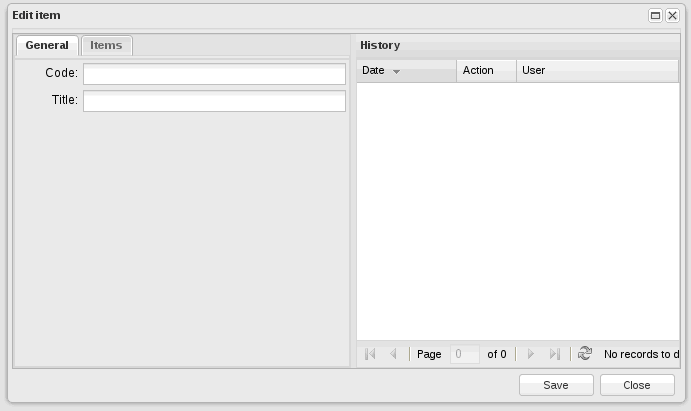 Edit item
General Items
Code:
Title:
History
Date Action User
Page 0 of 0 No records to d
Save Close